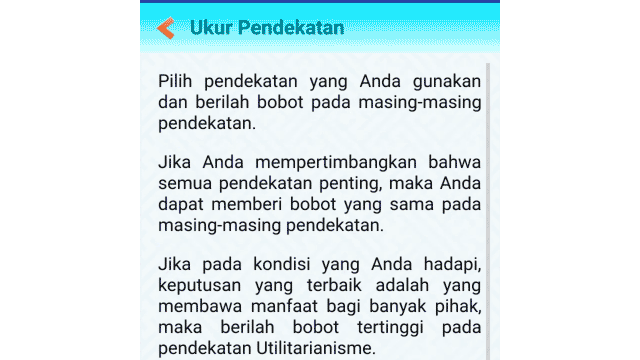 Ukur Pendekatan
Pilih pendekatan yang Anda gunakan
dan berilah bobot pada masing-masing
pendekatan.
Jika Anda mempertimbangkan bahwa
semua pendekatan penting, maka Anda
dapat memberi bobot yang sama pada
masing-masing pendekatan.
Jika pada kondisi yang Anda hadapi,
keputusan yang terbaik adalah yang
membawa manfaat bagi banyak pihak,
maka berilah bobot tertinggi pada
pendekatan Utilitarianisme.